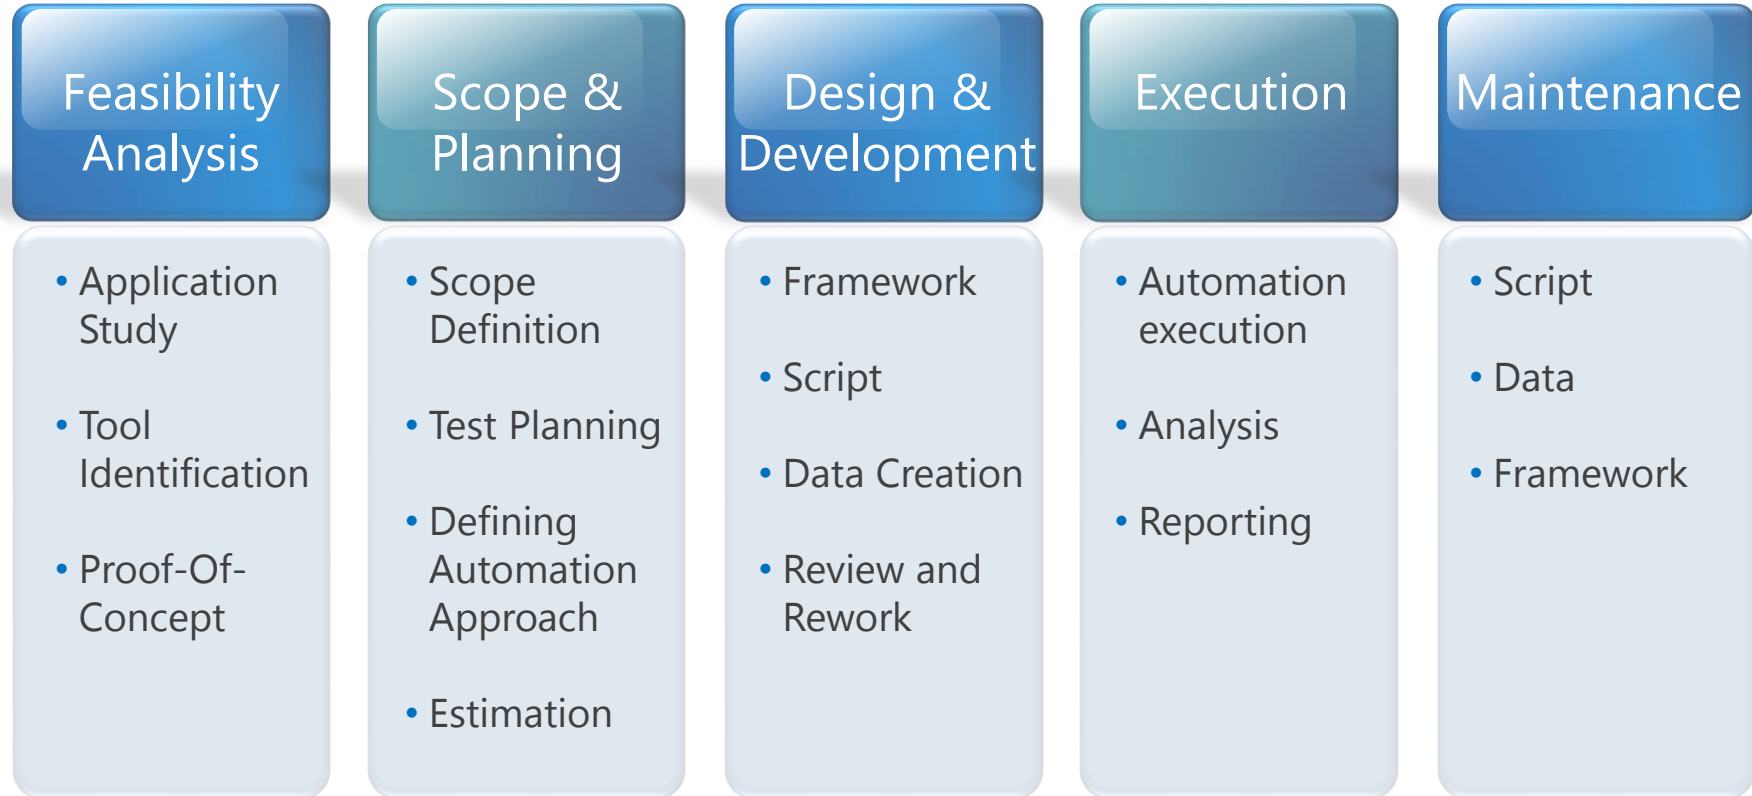 Feasibility
Analysis
• Application
Study
• Tool
Identification
• Proof-Of-
Concept
Scope &
Planning
• Scope
Definition
• Test Planning
• Defining
Automation
Approach
• Estimation
Design &
Development
• Framework
• Script
• Data Creation
• Review and
Rework
Execution
• Automation
execution
• Analysis
• Reporting
Maintenance
• Script
• Data
• Framework